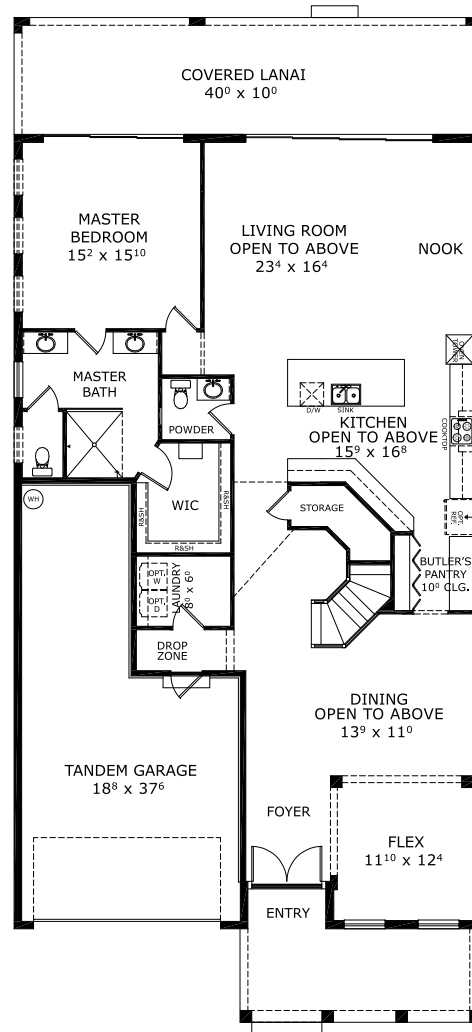 COVERED LANAI
40⁰ x 10⁰
MASTER
BEDROOM
15² x 15¹⁰
LIVING ROOM
OPEN TO ABOVE
23⁴ x 16⁴
NOOK
MASTER
BATH
POWDER
D/W
SINK
KITCHEN
OPEN TO ABOVE
15⁹ x 16⁸
COOKTOP
WH
WIC
R&SH
R&SH
R&SH
STORAGE
OPT.
REF.
OPT.
W
OPT.
D
LAUNDRY
8⁰ x 6⁰
BUTLER'S
PANTRY
10⁰ CLG.
DROP
ZONE
DINING
OPEN TO ABOVE
13⁹ x 11⁰
TANDEM GARAGE
18⁸ x 37⁶
FOYER
FLEX
11¹⁰ x 12⁴
ENTRY